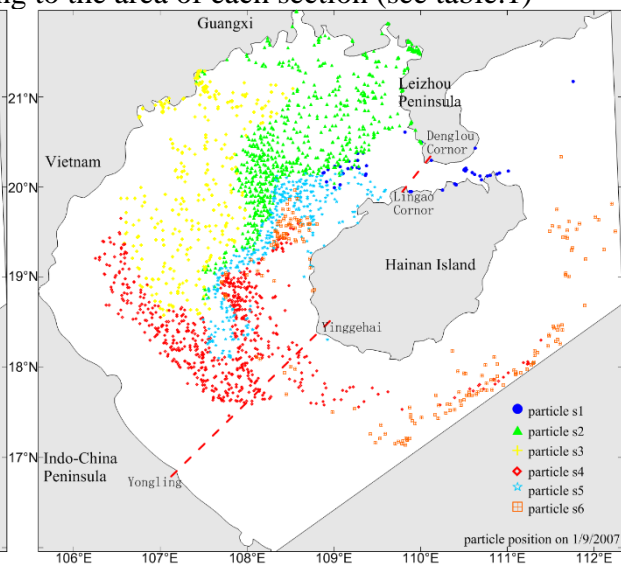 ng to the area of each section (see table.1)
Guangxi
21°N
Leizhou
Peninsula
Denglou
Cornor
Vietnam
20°N
Lingao
Cornor
Hainan Island
19°N
Yinggehai
18°N
particle s1
particle s2
particle s3
17°N
Indo-China
Peninsula
particle s4
Yongling
particle s5
particle s6
particle position on 1/9/2007
106°E 107°E 108°E 109°E 110°E 111°E 112°E